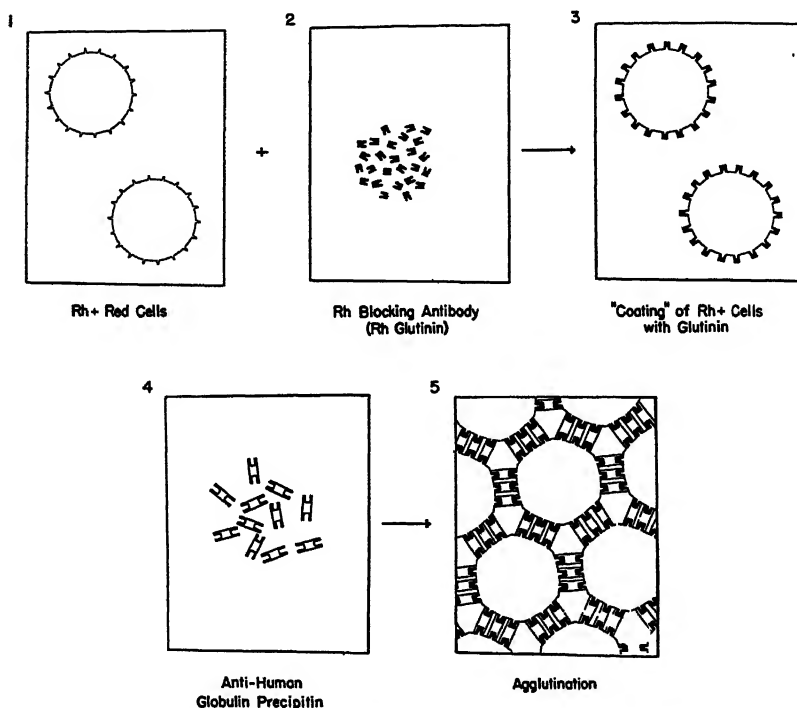 1
2
3
+
Rh+ Red Cells
Rh Blocking Antibody
(Rh Glutinin)
"Coating" of Rh+ Cells
with Glutinin
4
5
Anti-Human
Globulin Precipitin
Agglutination